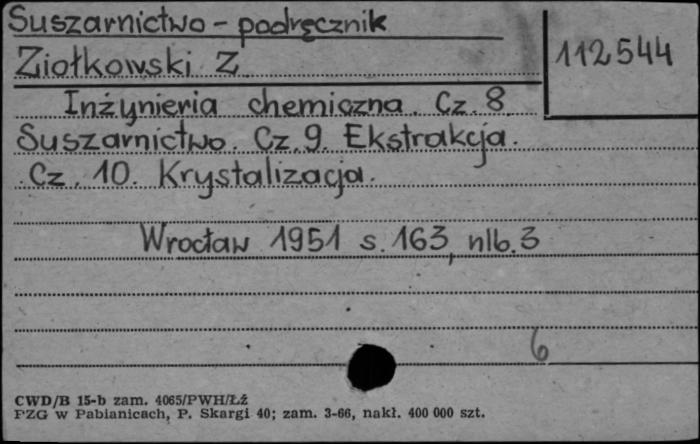 Suszarnictwo - podręcznik
Ziołkowski Z
112544
Inżynieria chemiczna. Cz. 8
Suszarnictwo. Cz. 9. Ekstrakcja.
Cz. 10. Krystalizacja.
Wrocław 1951 s. 163, nlb. 3
6
CWD/B 15-b zam. 4065/PWH/Łź
PZG w Pabianicach, P. Skargi 40; zam. 3-66, nakł. 400 000 szt.